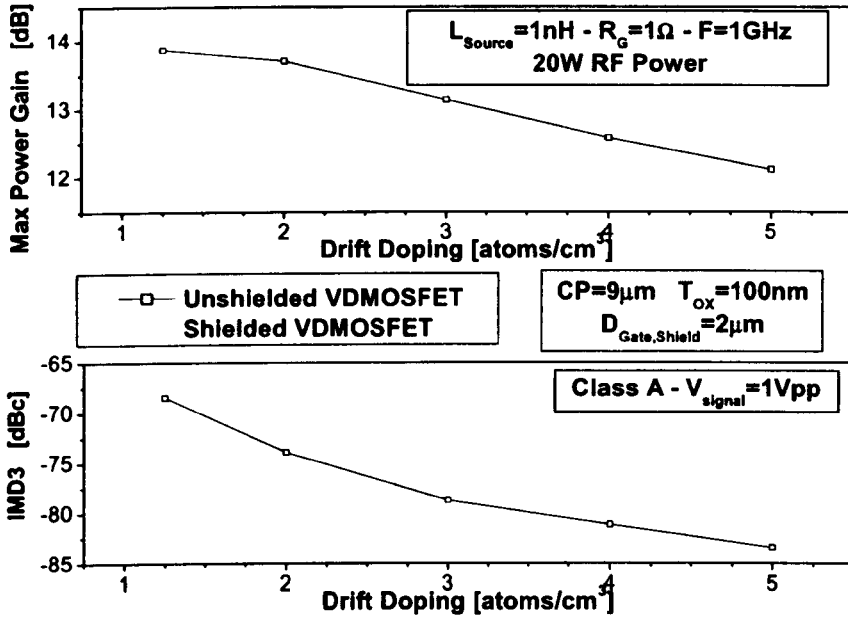 Max Power Gain [dB]
14
13
12
L_Source=1nH - R_G=1Ω - F=1GHz
20W RF Power
1 2 3 4 5
Drift Doping [atoms/cm³]
Unshielded VDMOSFET
Shielded VDMOSFET
CP=9μm T_OX=100nm
D_Gate,Shield=2μm
IMD3 [dBc]
-65
-70
-75
-80
-85
Class A - V_signal=1Vpp
1 2 3 4 5
Drift Doping [atoms/cm³]